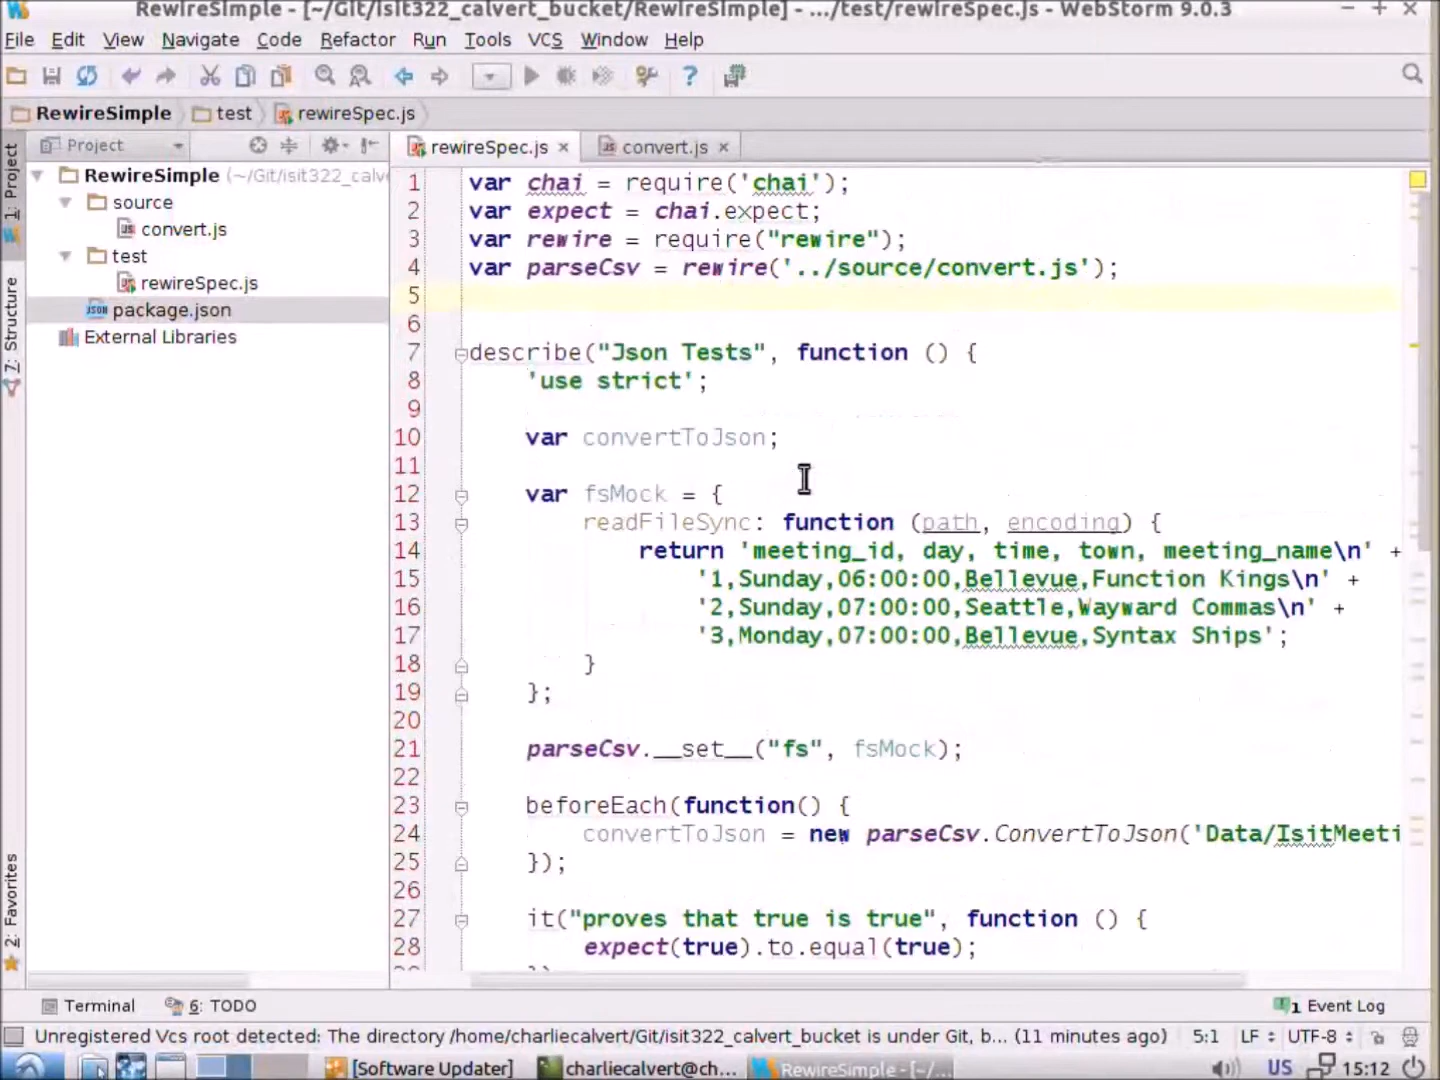 RewireSimple - [~/Git/isit322_calvert_bucket/RewireSimple] - .../test/rewireSpec.js - WebStorm 9.0.3
File Edit View Navigate Code Refactor Run Tools VCS Window Help
RewireSimple test rewireSpec.js
Project
rewireSpec.js convert.js
1: Project
7: Structure
2: Favorites
RewireSimple (~/Git/isit322_calv
source
convert.js
test
rewireSpec.js
package.json
External Libraries
1 var chai = require('chai');
2 var expect = chai.expect;
3 var rewire = require("rewire");
4 var parseCsv = rewire('../source/convert.js');
5
6
7 describe("Json Tests", function () {
8 'use strict';
9
10 var convertToJson;
11
12 var fsMock = {
13 readFileSync: function (path, encoding) {
14 return 'meeting_id, day, time, town, meeting_name\n' +
15 '1,Sunday,06:00:00,Bellevue,Function Kings\n' +
16 '2,Sunday,07:00:00,Seattle,Wayward Commas\n' +
17 '3,Monday,07:00:00,Bellevue,Syntax Ships';
18 }
19 };
20
21 parseCsv.__set__("fs", fsMock);
22
23 beforeEach(function() {
24 convertToJson = new parseCsv.ConvertToJson('Data/IsitMeeti
25 });
26
27 it("proves that true is true", function () {
28 expect(true).to.equal(true);
Terminal 6: TODO 1 Event Log
Unregistered Vcs root detected: The directory /home/charliecalvert/Git/isit322_calvert_bucket is under Git, b... (11 minutes ago) 5:1 LF UTF-8
[Software Updater] charliecalvert@ch... RewireSimple - [~/... US 15:12